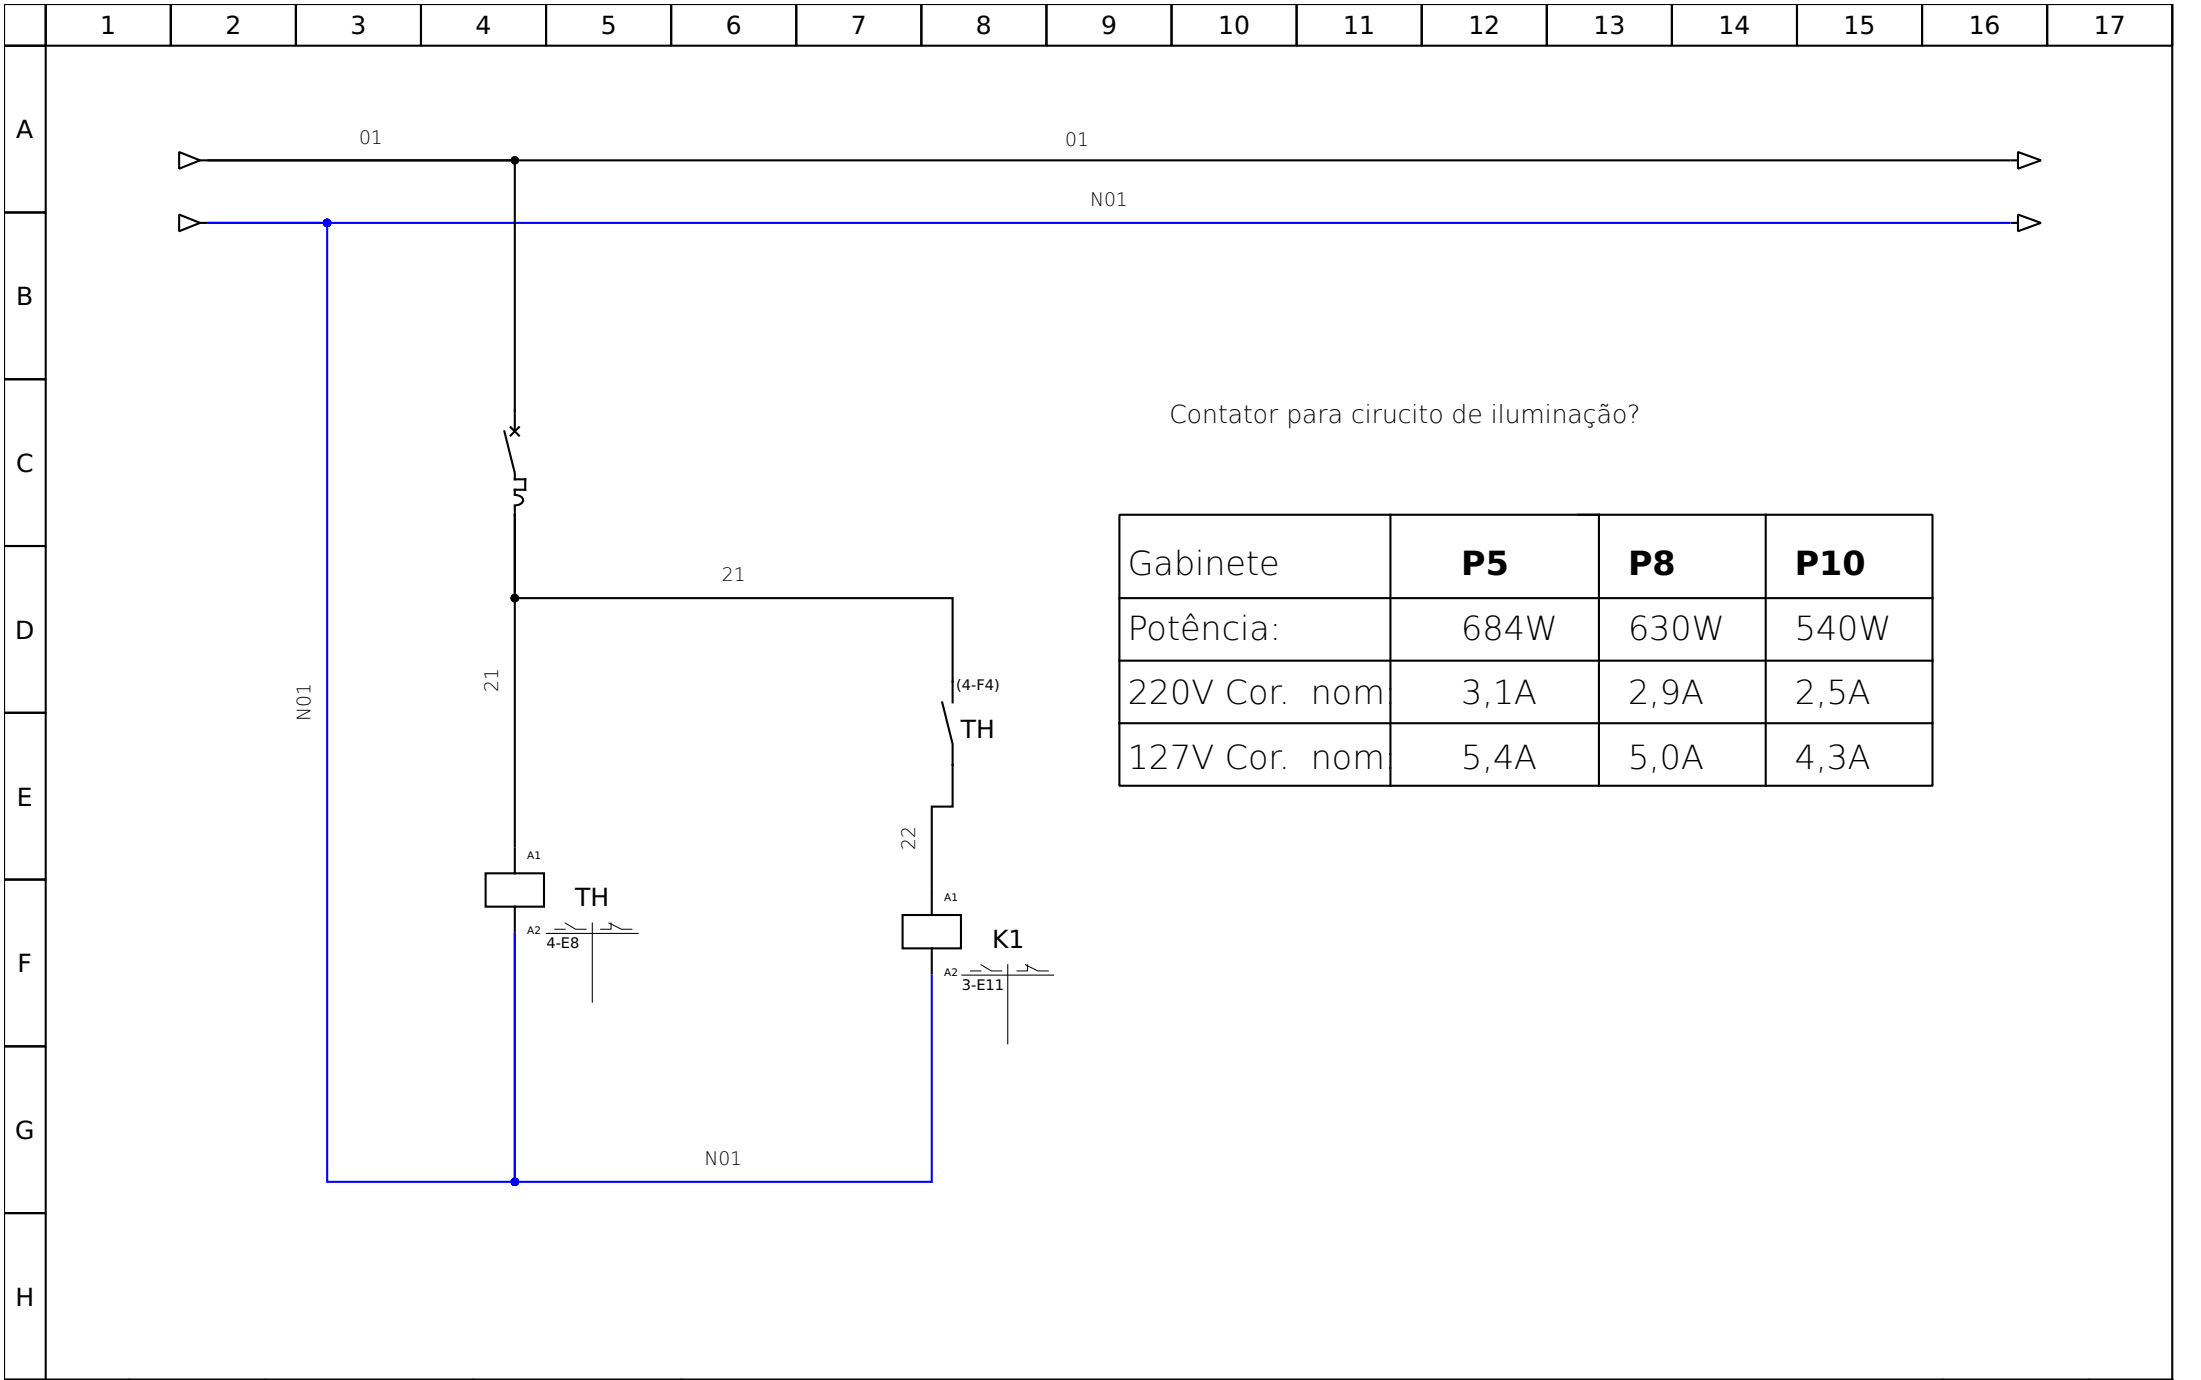 1 2 3 4 5 6 7 8 9 10 11 12 13 14 15 16 17
A
01 01
N01
B
Contator para cirucito de iluminação?
C
Gabinete P5 P8 P10
21
D
Potência: 684W 630W 540W
21
(4-F4)
220V Cor. nom: 3,1A 2,9A 2,5A
N01
TH
127V Cor. nom: 5,4A 5,0A 4,3A
E
22
A1
TH
A1
A2
4-E8
K1
F
A2
3-E11
G
N01
H